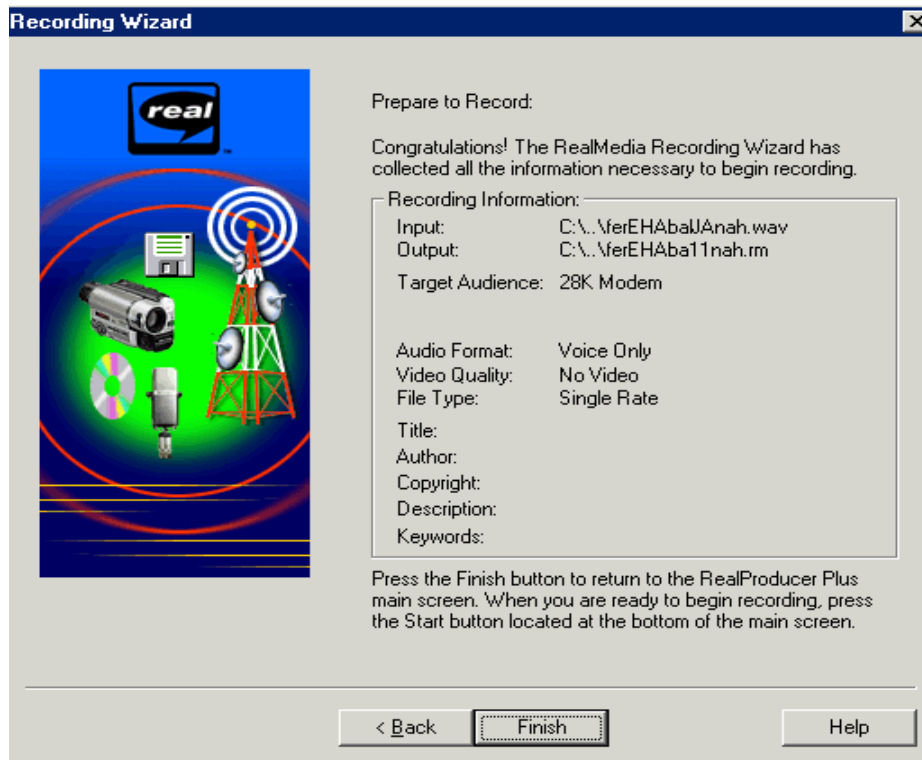 Recording Wizard
real
Prepare to Record:
Congratulations! The RealMedia Recording Wizard has
collected all the information necessary to begin recording.
Recording Information:
Input: C:\..\ferEHAbalJAnah.wav
Output: C:\..\ferEHAba11nah.rm
Target Audience: 28K Modem
Audio Format: Voice Only
Video Quality: No Video
File Type: Single Rate
Title:
Author:
Copyright:
Description:
Keywords:
Press the Finish button to return to the RealProducer Plus
main screen. When you are ready to begin recording, press
the Start button located at the bottom of the main screen.
< Back Finish Help